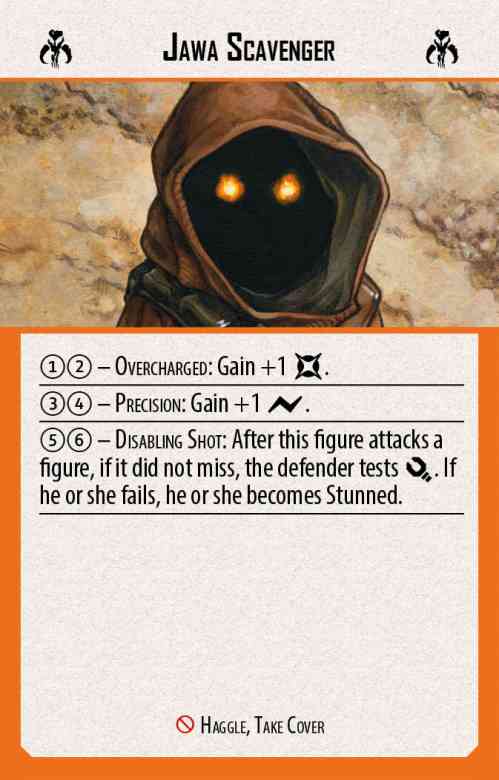 Jawa Scavenger
①② – Overcharged: Gain +1 .
③④ – Precision: Gain +1 .
⑤⑥ – Disabling Shot: After this figure attacks a
figure, if it did not miss, the defender tests . If
he or she fails, he or she becomes Stunned.
Haggle, Take Cover